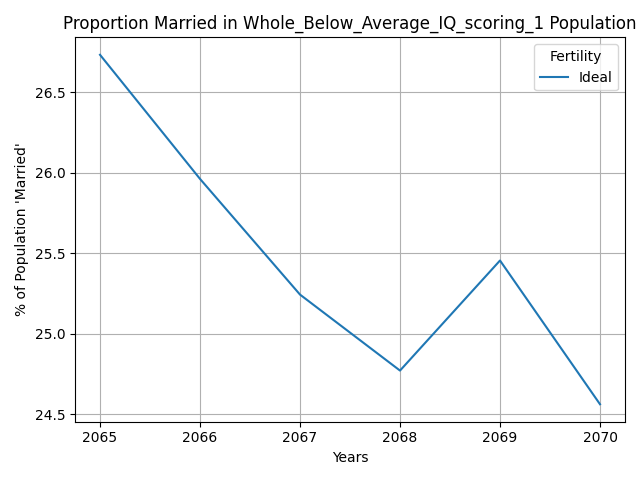 Proportion Married in Whole_Below_Average_IQ_scoring_1 Population
Fertility
Ideal
% of Population 'Married'
26.5
26.0
25.5
25.0
24.5
2065 2066 2067 2068 2069 2070
Years